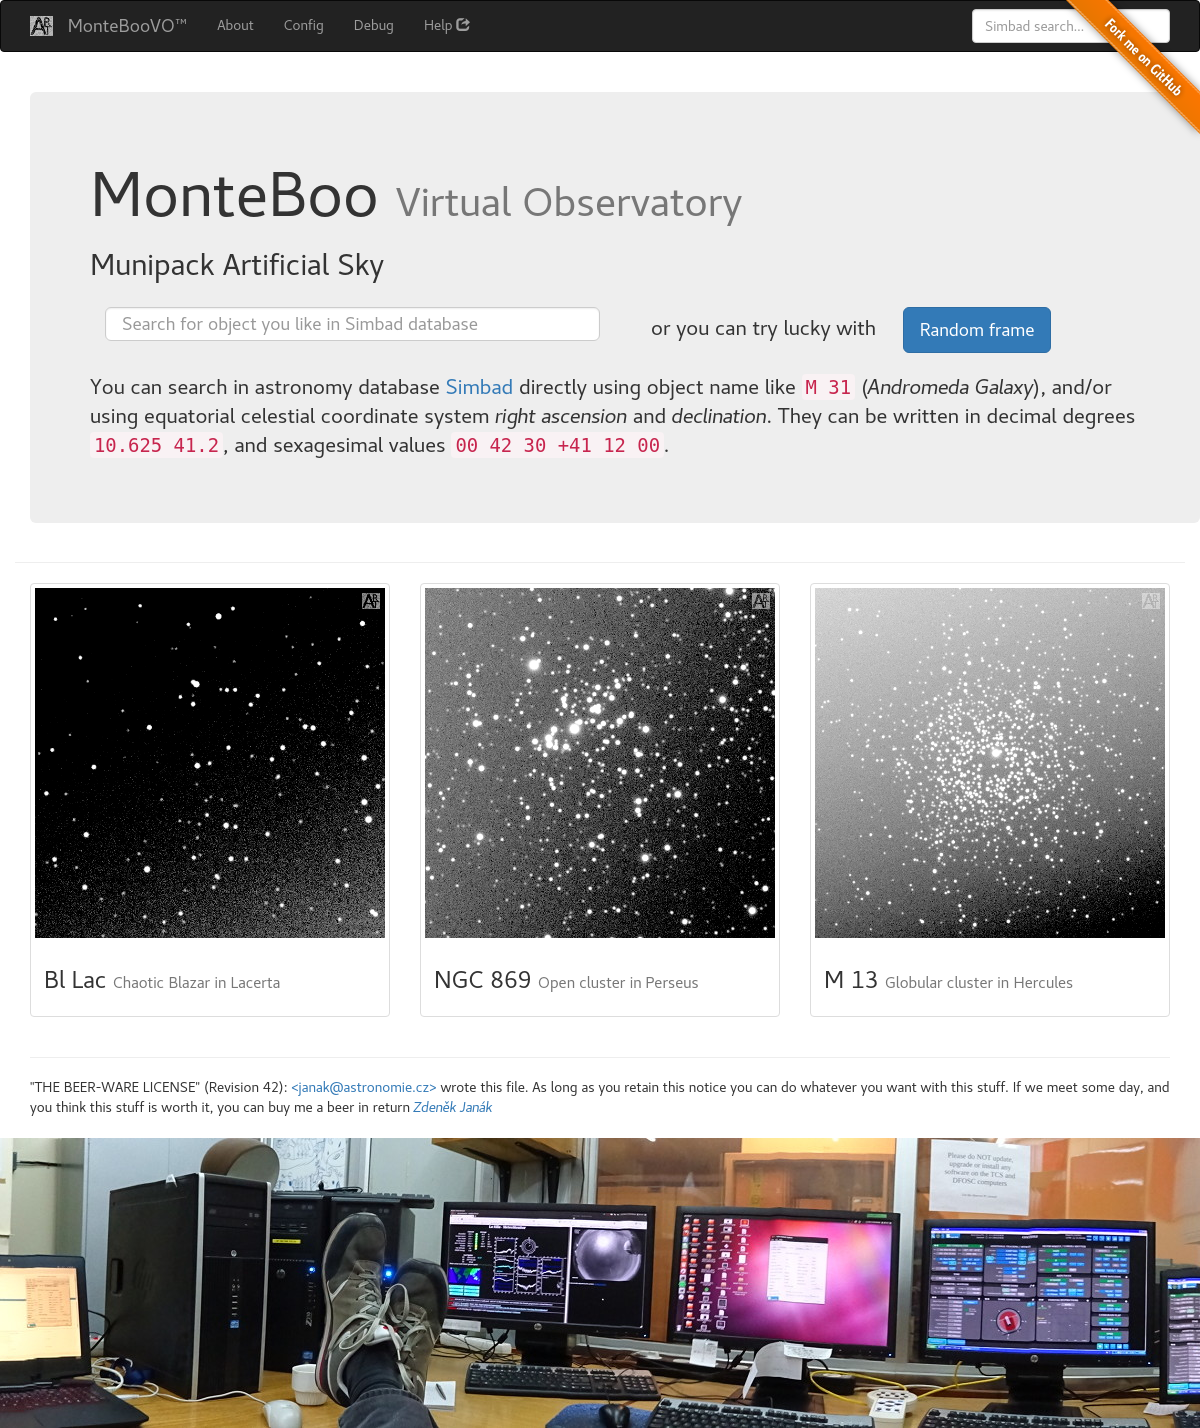 MonteBooVO™ About Config Debug Help Simbad search...
Fork me on GitHub
MonteBoo Virtual Observatory
Munipack Artificial Sky
Search for object you like in Simbad database or you can try lucky with Random frame
You can search in astronomy database Simbad directly using object name like M 31 (Andromeda Galaxy), and/or
using equatorial celestial coordinate system right ascension and declination. They can be written in decimal degrees
10.625 41.2, and sexagesimal values 00 42 30 +41 12 00.
Bl Lac Chaotic Blazar in Lacerta
NGC 869 Open cluster in Perseus
M 13 Globular cluster in Hercules
"THE BEER-WARE LICENSE" (Revision 42): <janak@astronomie.cz> wrote this file. As long as you retain this notice you can do whatever you want with this stuff. If we meet some day, and
you think this stuff is worth it, you can buy me a beer in return Zdeněk Janák
Please do NOT update,
upgrade or install any
software on the TCS and
DFOSC computers